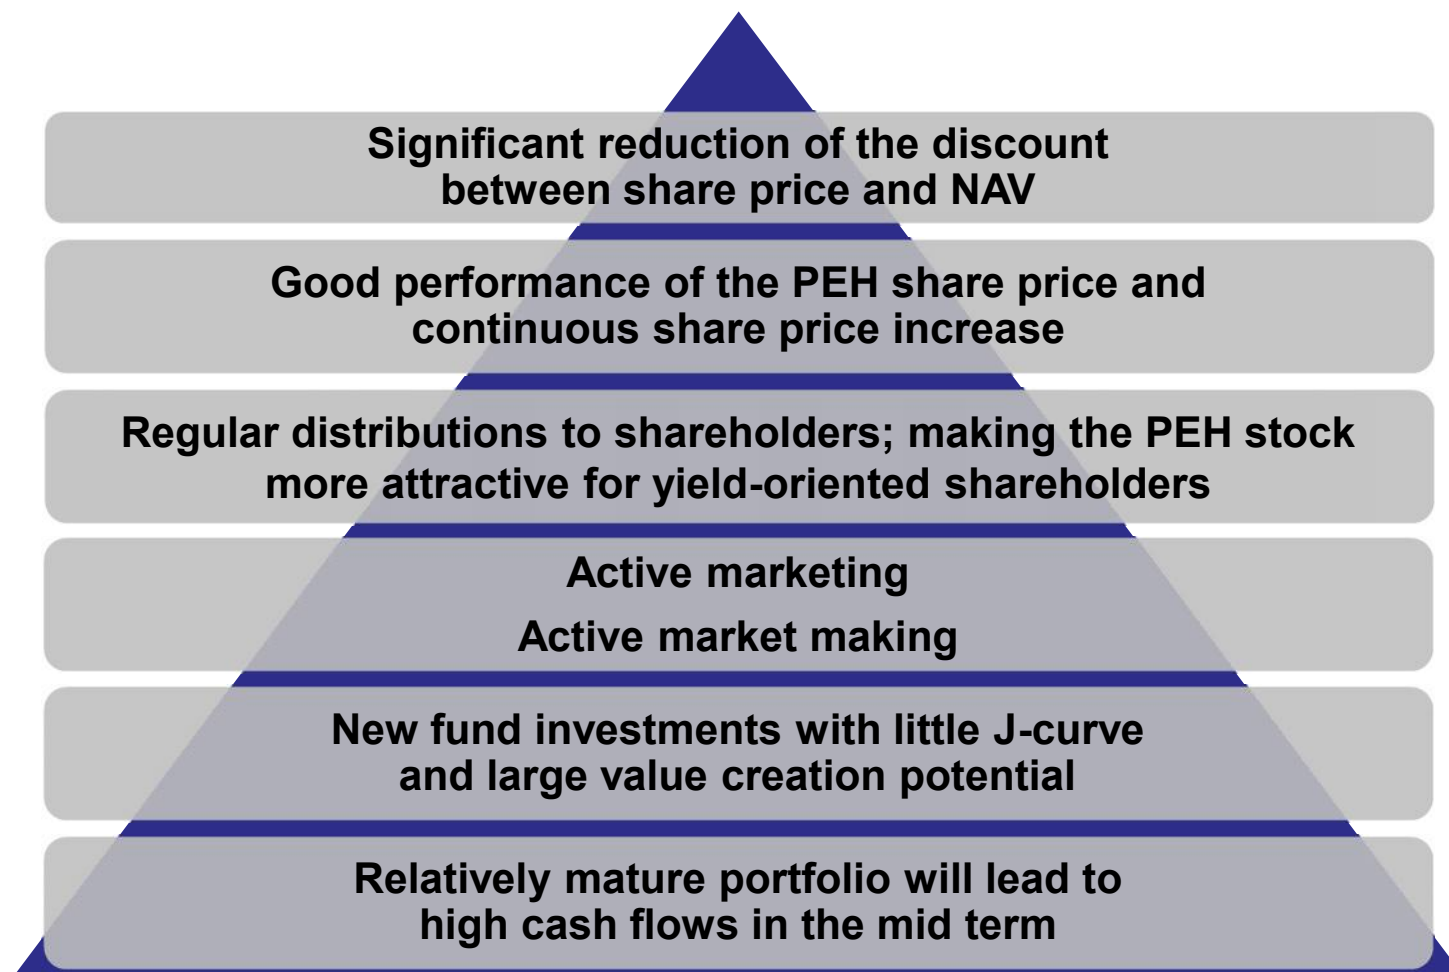 Significant reduction of the discount
between share price and NAV
Good performance of the PEH share price and
continuous share price increase
Regular distributions to shareholders; making the PEH stock
more attractive for yield-oriented shareholders
Active marketing
Active market making
New fund investments with little J-curve
and large value creation potential
Relatively mature portfolio will lead to
high cash flows in the mid term